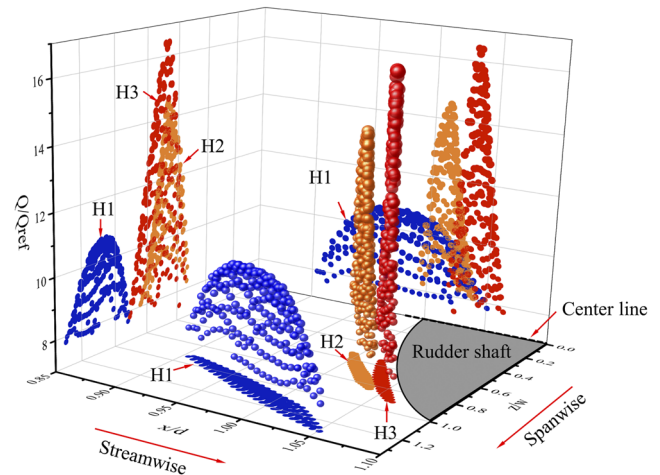 16
14
12
10
8
Q/Qref
H3
H2
H1
H1
H1
H2
H3
Rudder shaft
Center line
0.0
0.2
0.4
0.6
0.8
1.0
1.2
z/w
Spanwise
0.85
0.90
0.95
1.00
1.05
1.10
x/d
Streamwise